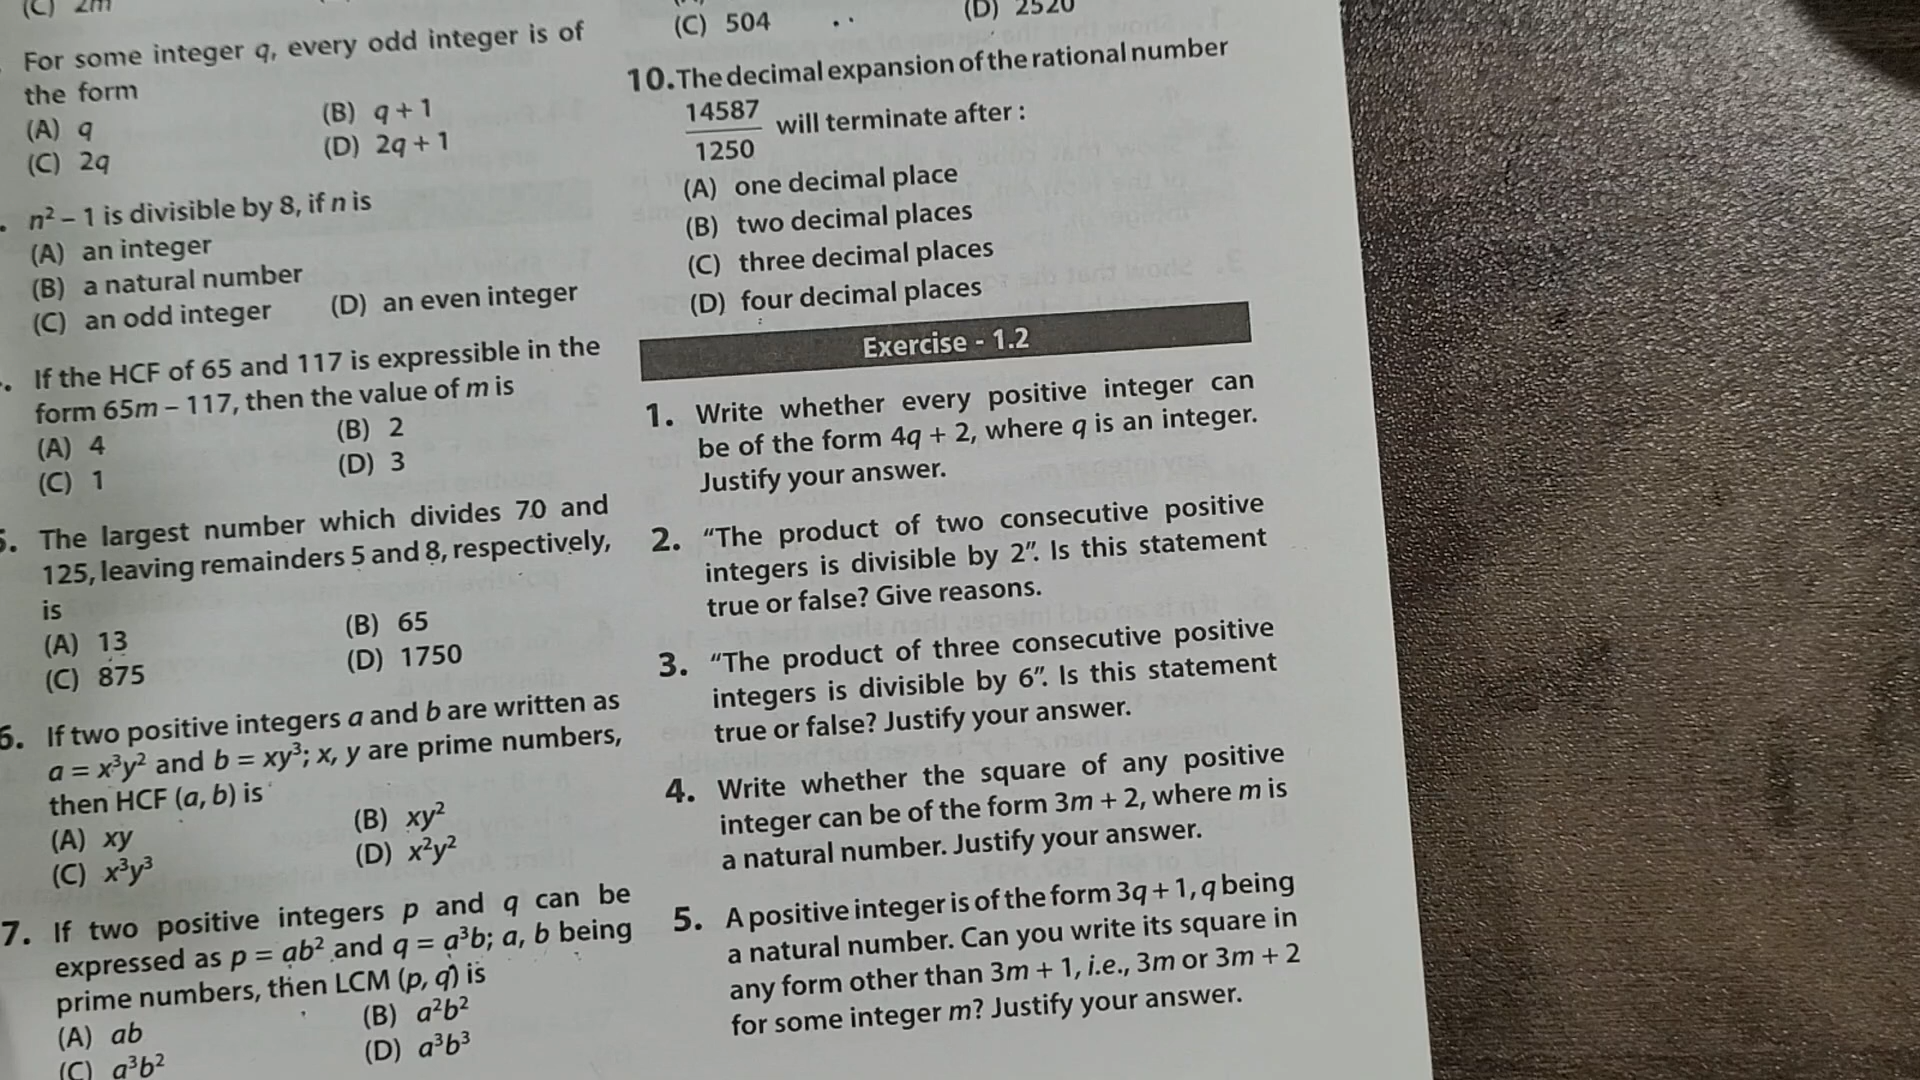 (C) 2m
For some integer q, every odd integer is of
the form
(A) q (B) q + 1
(C) 2q (D) 2q + 1
n² – 1 is divisible by 8, if n is
(A) an integer
(B) a natural number
(C) an odd integer (D) an even integer
If the HCF of 65 and 117 is expressible in the
form 65m – 117, then the value of m is
(A) 4 (B) 2
(C) 1 (D) 3
5. The largest number which divides 70 and
125, leaving remainders 5 and 8, respectively,
is
(A) 13 (B) 65
(C) 875 (D) 1750
6. If two positive integers a and b are written as
a = x³y² and b = xy³; x, y are prime numbers,
then HCF (a, b) is
(A) xy (B) xy²
(C) x³y³ (D) x²y²
7. If two positive integers p and q can be
expressed as p = ab² and q = a³b; a, b being
prime numbers, then LCM (p, q) is
(A) ab (B) a²b²
(C) a³b² (D) a³b³
(C) 504 (D) 2520
10. The decimal expansion of the rational number
14587
1250
will terminate after :
(A) one decimal place
(B) two decimal places
(C) three decimal places
(D) four decimal places
Exercise - 1.2
1. Write whether every positive integer can
be of the form 4q + 2, where q is an integer.
Justify your answer.
2. “The product of two consecutive positive
integers is divisible by 2”. Is this statement
true or false? Give reasons.
3. “The product of three consecutive positive
integers is divisible by 6”. Is this statement
true or false? Justify your answer.
4. Write whether the square of any positive
integer can be of the form 3m + 2, where m is
a natural number. Justify your answer.
5. A positive integer is of the form 3q + 1, q being
a natural number. Can you write its square in
any form other than 3m + 1, i.e., 3m or 3m + 2
for some integer m? Justify your answer.